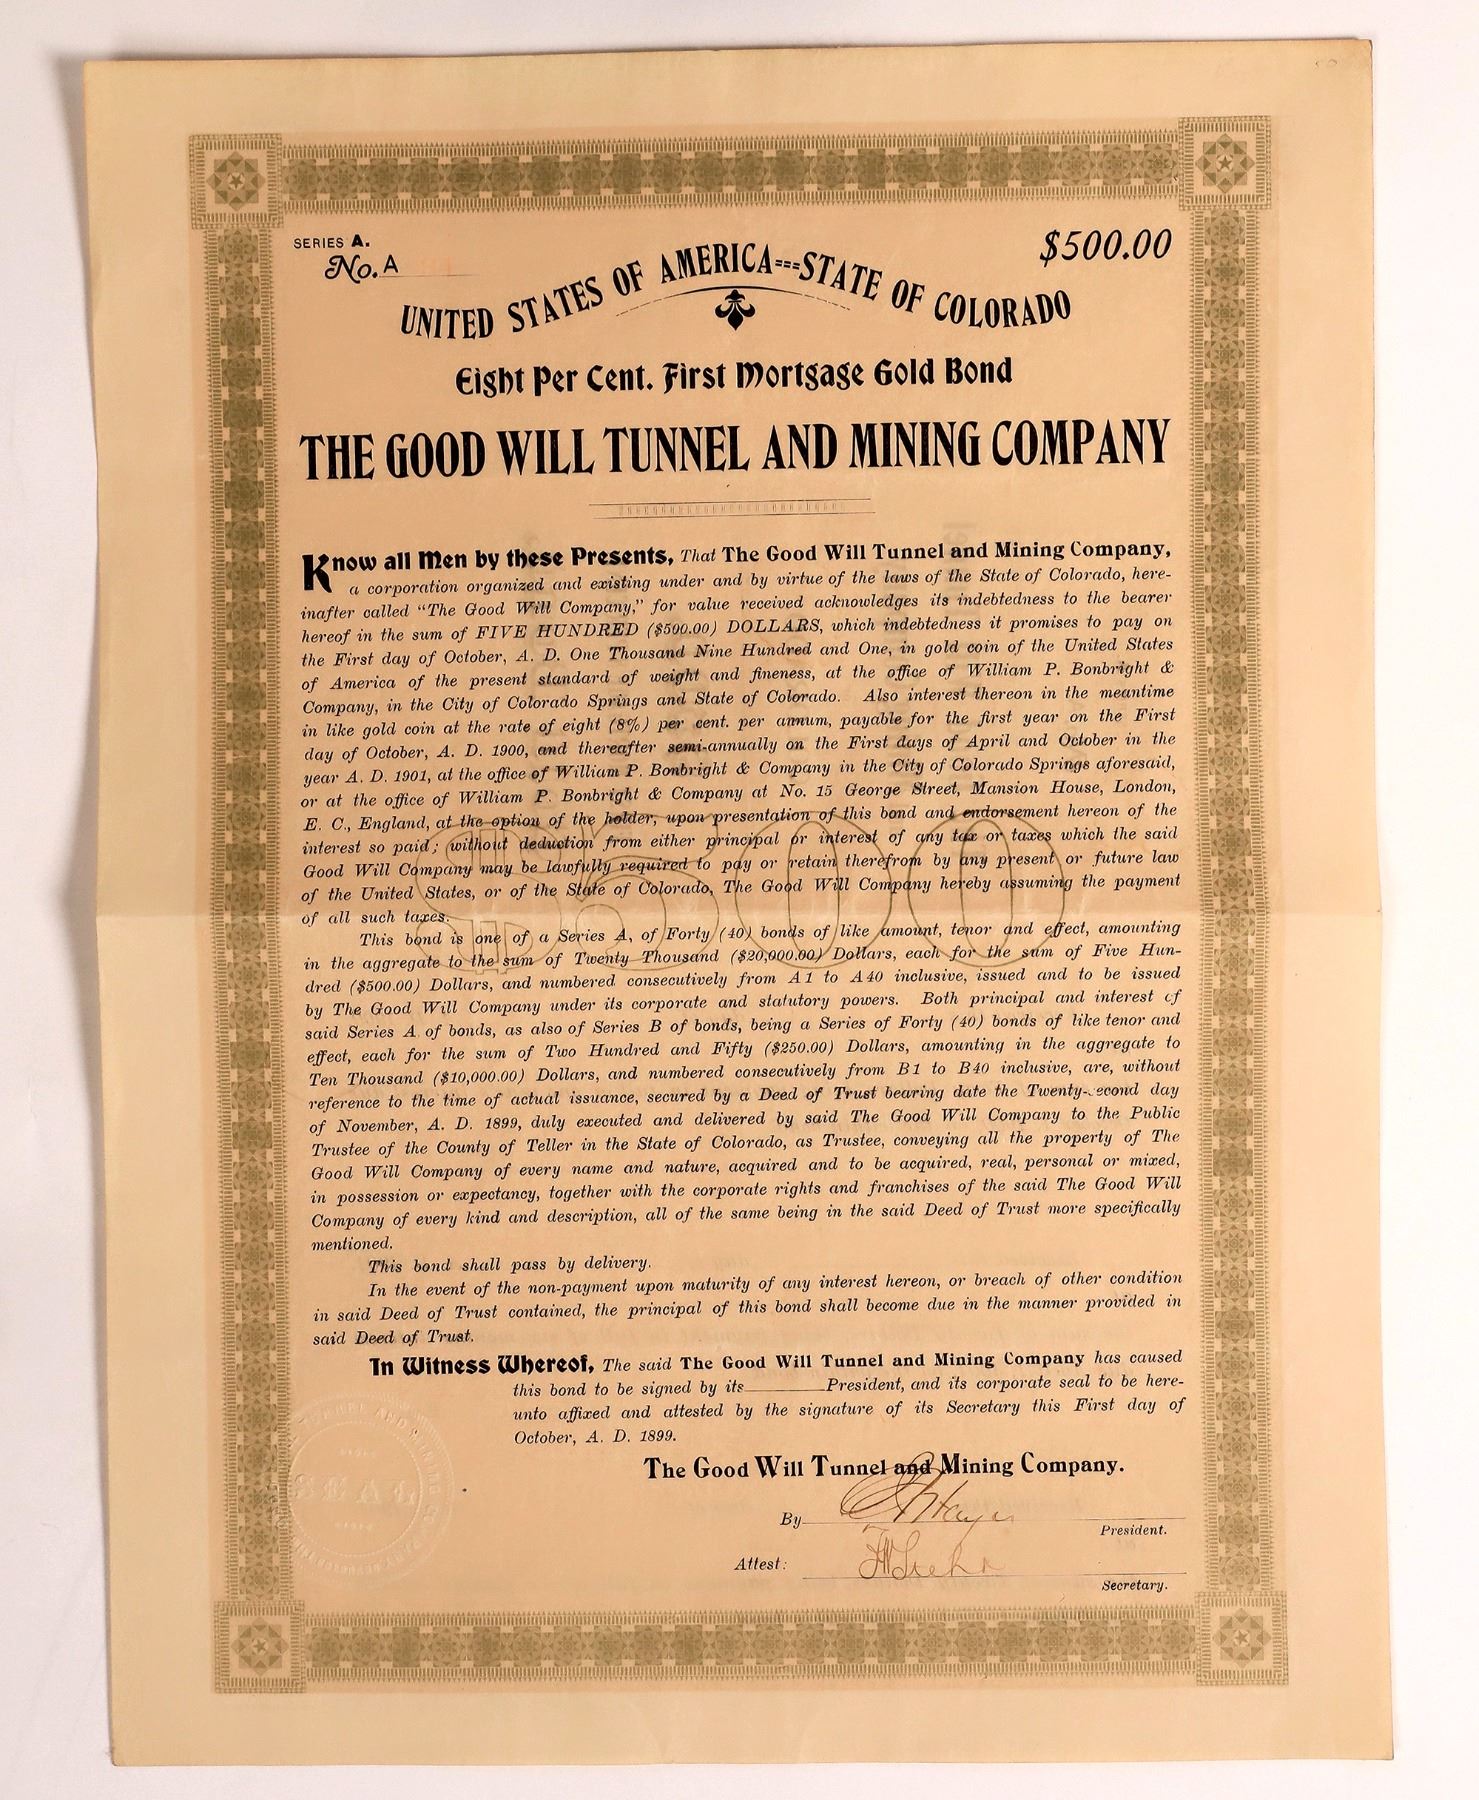 SERIES A.
$500.00
No. A
UNITED STATES OF AMERICA---STATE OF COLORADO
Eight Per Cent. First Mortgage Gold Bond
THE GOOD WILL TUNNEL AND MINING COMPANY
Know all Men by these Presents, That The Good Will Tunnel and Mining Company,
a corporation organized and existing under and by virtue of the laws of the State of Colorado, here-
inafter called "The Good Will Company," for value received acknowledges its indebtedness to the bearer
hereof in the sum of FIVE HUNDRED ($500.00) DOLLARS, which indebtedness it promises to pay on
the First day of October, A. D. One Thousand Nine Hundred and One, in gold coin of the United States
of America of the present standard of weight and fineness, at the office of William P. Bonbright &
Company, in the City of Colorado Springs and State of Colorado. Also interest thereon in the meantime
in like gold coin at the rate of eight (8%) per cent. per annum, payable for the first year on the First
day of October, A. D. 1900, and thereafter semi-annually on the First days of April and October in the
year A. D. 1901, at the office of William P. Bonbright & Company in the City of Colorado Springs aforesaid,
or at the office of William P. Bonbright & Company at No. 15 George Street, Mansion House, London,
E. C., England, at the option of the holder, upon presentation of this bond and endorsement hereon of the
interest so paid; without deduction from either principal or interest of any tax or taxes which the said
Good Will Company may be lawfully required to pay or retain therefrom by any present or future law
of the United States, or of the State of Colorado, The Good Will Company hereby assuming the payment
of all such taxes.
$500
This bond is one of a Series A, of Forty (40) bonds of like amount, tenor and effect, amounting
in the aggregate to the sum of Twenty Thousand ($20,000.00) Dollars, each for the sum of Five Hun-
dred ($500.00) Dollars, and numbered consecutively from A 1 to A 40 inclusive, issued and to be issued
by The Good Will Company under its corporate and statutory powers. Both principal and interest of
said Series A of bonds, as also of Series B of bonds, being a Series of Forty (40) bonds of like tenor and
effect, each for the sum of Two Hundred and Fifty ($250.00) Dollars, amounting in the aggregate to
Ten Thousand ($10,000.00) Dollars, and numbered consecutively from B 1 to B 40 inclusive, are, without
reference to the time of actual issuance, secured by a Deed of Trust bearing date the Twenty-second day
of November, A. D. 1899, duly executed and delivered by said The Good Will Company to the Public
Trustee of the County of Teller in the State of Colorado, as Trustee, conveying all the property of The
Good Will Company of every name and nature, acquired and to be acquired, real, personal or mixed,
in possession or expectancy, together with the corporate rights and franchises of the said The Good Will
Company of every kind and description, all of the same being in the said Deed of Trust more specifically
mentioned.
This bond shall pass by delivery.
In the event of the non-payment upon maturity of any interest hereon, or breach of other condition
in said Deed of Trust contained, the principal of this bond shall become due in the manner provided in
said Deed of Trust.
In Witness Whereof, The said The Good Will Tunnel and Mining Company has caused
this bond to be signed by its President, and its corporate seal to be here-
unto affixed and attested by the signature of its Secretary this First day of
October, A. D. 1899.
The Good Will Tunnel and Mining Company.
By
President.
Attest:
Secretary.